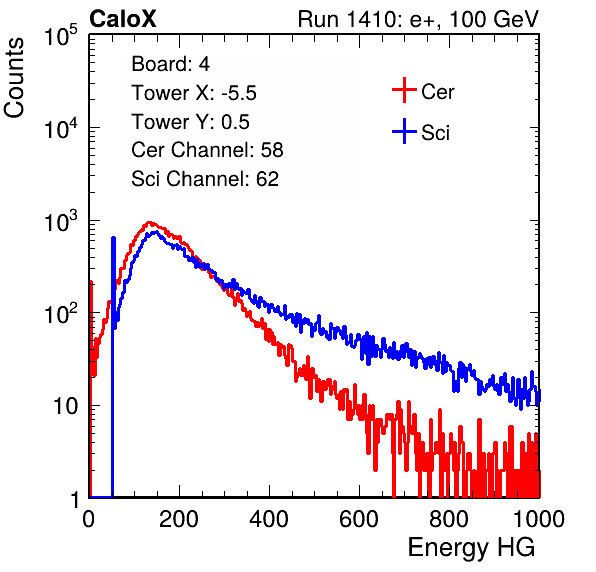 CaloX Run 1410: e+, 100 GeV
Counts
Board: 4
Tower X: -5.5
Tower Y: 0.5
Cer Channel: 58
Sci Channel: 62
Cer
Sci
10^5
10^4
10^3
10^2
10
1
0 200 400 600 800 1000
Energy HG